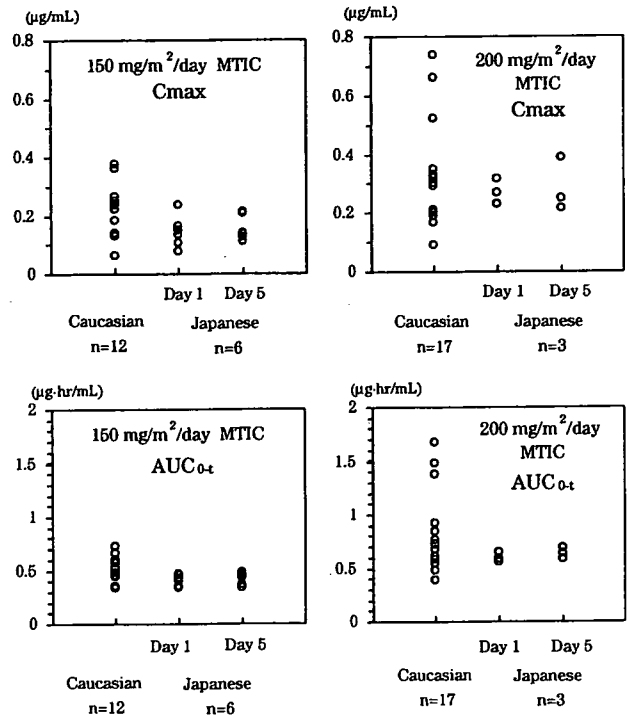 (μg/mL)
0.8
0.6
0.4
0.2
0
150 mg/m²/day MTIC
Cmax
Day 1 Day 5
Caucasian Japanese
n=12 n=6
(μg/mL)
0.8
0.6
0.4
0.2
0
200 mg/m²/day
MTIC
Cmax
Day 1 Day 5
Caucasian Japanese
n=17 n=3
(μg·hr/mL)
2
1.5
1
0.5
0
150 mg/m²/day MTIC
AUC₀₋t
Day 1 Day 5
Caucasian Japanese
n=12 n=6
(μg·hr/mL)
2
1.5
1
0.5
0
200 mg/m²/day
MTIC
AUC₀₋t
Day 1 Day 5
Caucasian Japanese
n=17 n=3